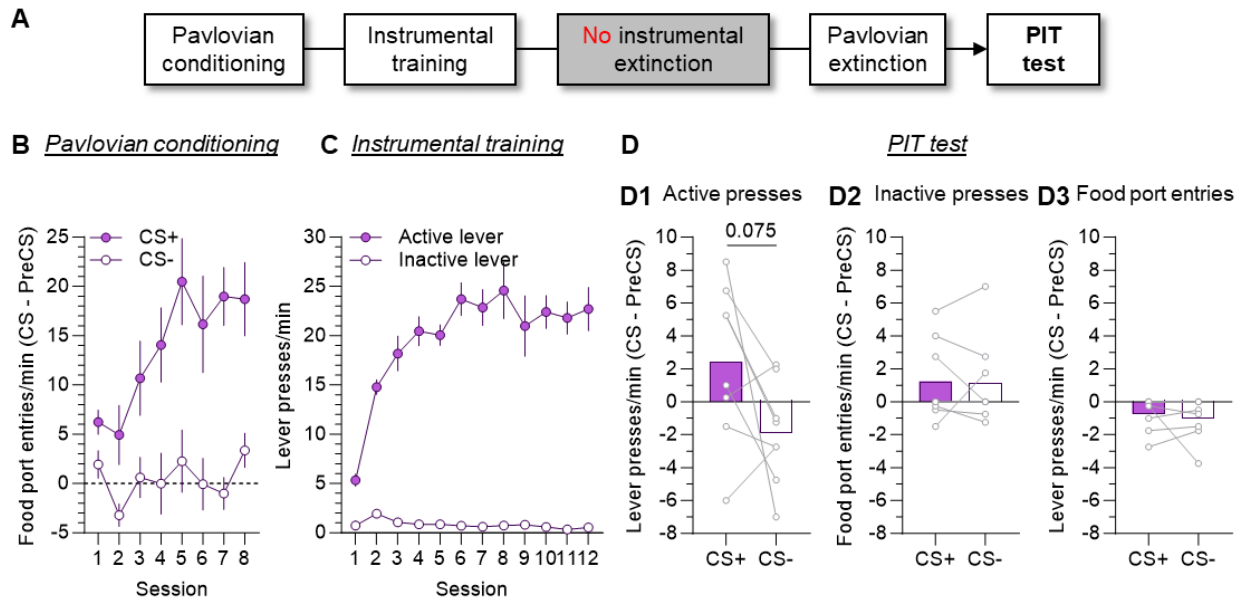 A
Pavlovian
conditioning
Instrumental
training
No instrumental
extinction
Pavlovian
extinction
PIT
test
B Pavlovian conditioning
Food port entries/min (CS - PreCS)
25
20
15
10
5
0
-5
CS+
CS-
1 2 3 4 5 6 7 8
Session
C Instrumental training
Lever presses/min
30
25
20
15
10
5
0
Active lever
Inactive lever
1 2 3 4 5 6 7 8 9 101112
Session
D PIT test
D1 Active presses
Lever presses/min (CS - PreCS)
10
8
6
4
2
0
-2
-4
-6
-8
0.075
CS+ CS-
D2 Inactive presses
Food port entries/min (CS - PreCS)
10
8
6
4
2
0
-2
-4
-6
-8
CS+ CS-
D3 Food port entries
Lever presses/min (CS - PreCS)
10
8
6
4
2
0
-2
-4
-6
-8
CS+ CS-